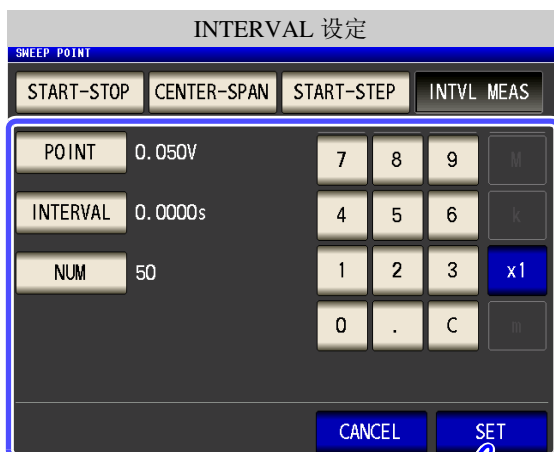 INTERVAL 设定
SWEEP POINT
START-STOP CENTER-SPAN START-STEP INTVL MEAS
POINT 0.050V 7 8 9 M
INTERVAL 0.0000s 4 5 6 k
NUM 50 1 2 3 x1
0 . C m
CANCEL SET